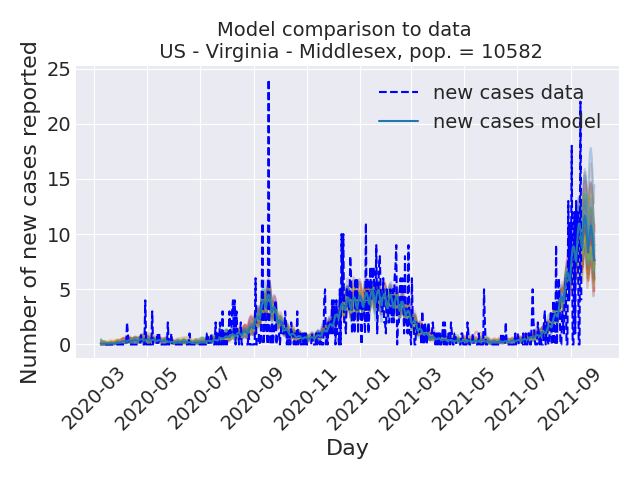 Model comparison to data
US - Virginia - Middlesex, pop. = 10582
Number of new cases reported
25
20
15
10
5
0
new cases data
new cases model
2020-03
2020-05
2020-07
2020-09
2020-11
2021-01
2021-03
2021-05
2021-07
2021-09
Day